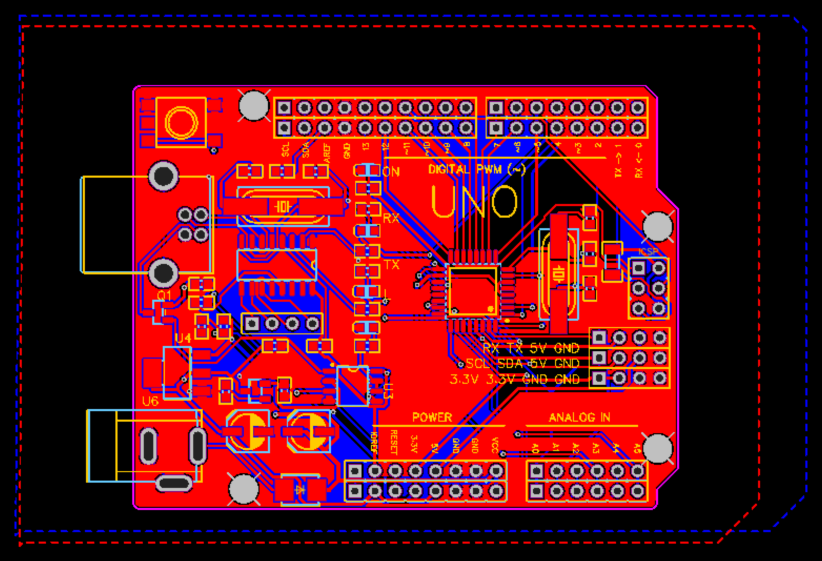 SCL SDA AREF GND 13 12 ~11 ~10 ~9 8 7 ~6 ~5 4 ~3 2 TX -> 1 RX <- 0
DIGITAL PWM (~)
ON
UNO
RX
ICSP
TX
L
Q1
U4
RX TX 5V GND
SCL SDA 5V GND
3.3V 3.3V GND GND
U3
U6
POWER
ANALOG IN
IOREF RESET 3.3V 5V GND GND VCC A0 A1 A2 A3 A4 A5